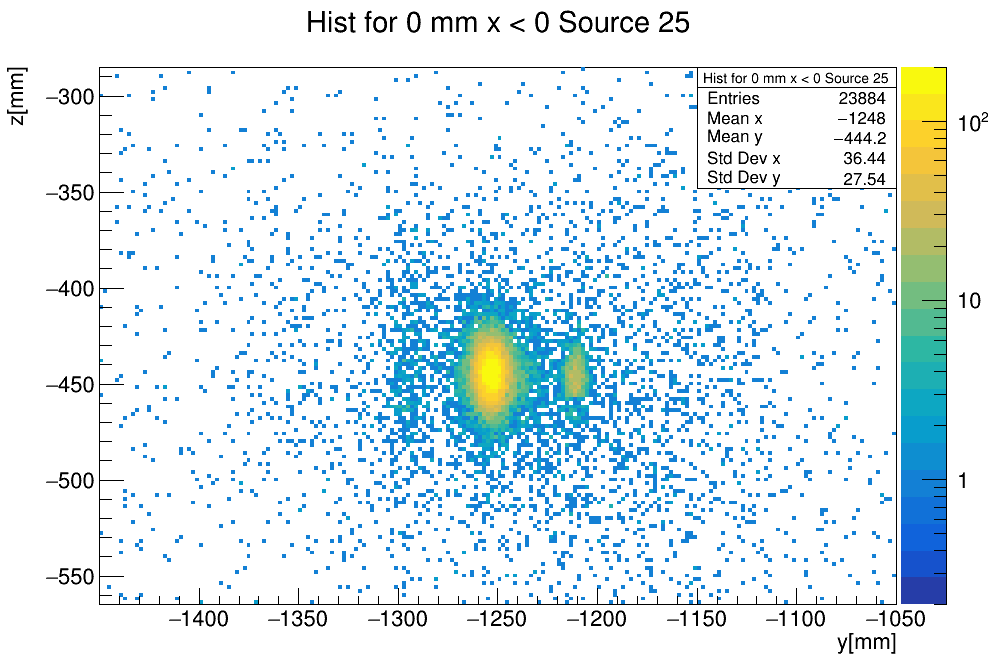 Hist for 0 mm x < 0 Source 25
z[mm]
Hist for 0 mm x < 0 Source 25
Entries 23884
Mean x −1248
Mean y −444.2
Std Dev x 36.44
Std Dev y 27.54
−300
−350
−400
−450
−500
−550
10²
10
1
−1400 −1350 −1300 −1250 −1200 −1150 −1100 −1050
y[mm]